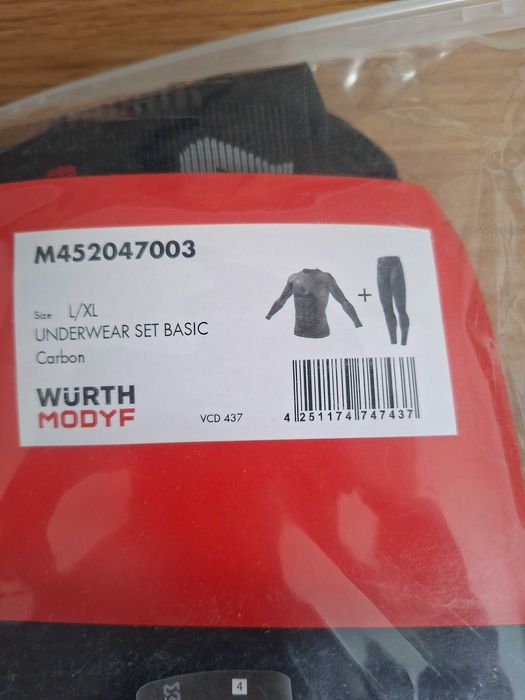 M452047003
Size L/XL
UNDERWEAR SET BASIC
Carbon
+
WÜRTH
MODYF
VCD 437
4 251174 747437
4